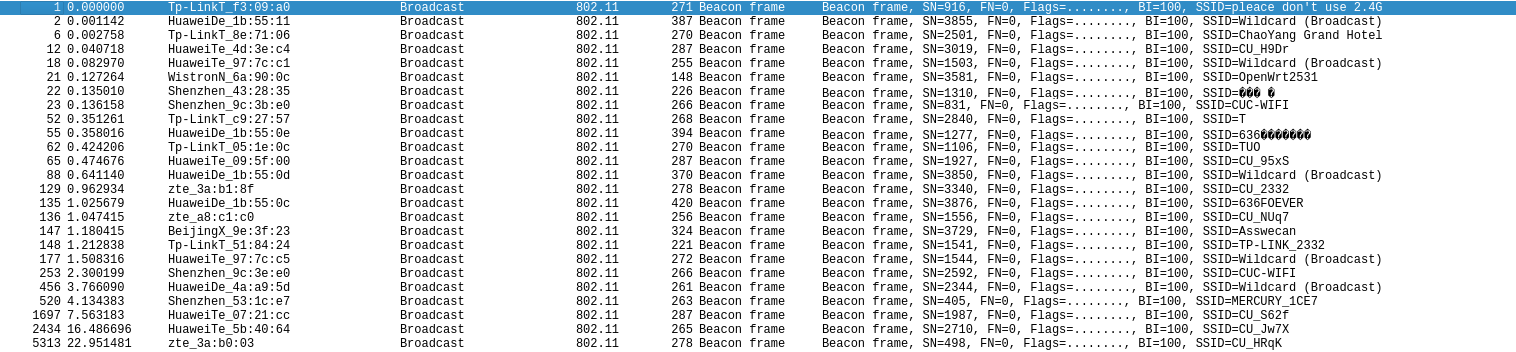 1 0.000000 Tp-LinkT_f3:09:a0 Broadcast 802.11 271 Beacon frame Beacon frame, SN=916, FN=0, Flags=........, BI=100, SSID=pleace don't use 2.4G
2 0.001142 HuaweiDe_1b:55:11 Broadcast 802.11 387 Beacon frame Beacon frame, SN=3855, FN=0, Flags=........, BI=100, SSID=Wildcard (Broadcast)
6 0.002758 Tp-LinkT_8e:71:06 Broadcast 802.11 270 Beacon frame Beacon frame, SN=2501, FN=0, Flags=........, BI=100, SSID=ChaoYang Grand Hotel
12 0.040718 HuaweiTe_4d:3e:c4 Broadcast 802.11 287 Beacon frame Beacon frame, SN=3019, FN=0, Flags=........, BI=100, SSID=CU_H9Dr
18 0.082970 HuaweiTe_97:7c:c1 Broadcast 802.11 255 Beacon frame Beacon frame, SN=1503, FN=0, Flags=........, BI=100, SSID=Wildcard (Broadcast)
21 0.127264 WistronN_6a:90:0c Broadcast 802.11 148 Beacon frame Beacon frame, SN=3581, FN=0, Flags=........, BI=100, SSID=OpenWrt2531
22 0.135010 Shenzhen_43:28:35 Broadcast 802.11 226 Beacon frame Beacon frame, SN=1310, FN=0, Flags=........, BI=100, SSID=��� �
23 0.136158 Shenzhen_9c:3b:e0 Broadcast 802.11 266 Beacon frame Beacon frame, SN=831, FN=0, Flags=........, BI=100, SSID=CUC-WIFI
52 0.351261 Tp-LinkT_c9:27:57 Broadcast 802.11 268 Beacon frame Beacon frame, SN=2840, FN=0, Flags=........, BI=100, SSID=T
55 0.358016 HuaweiDe_1b:55:0e Broadcast 802.11 394 Beacon frame Beacon frame, SN=1277, FN=0, Flags=........, BI=100, SSID=636�������
62 0.424206 Tp-LinkT_05:1e:0c Broadcast 802.11 270 Beacon frame Beacon frame, SN=1106, FN=0, Flags=........, BI=100, SSID=TUO
65 0.474676 HuaweiTe_09:5f:00 Broadcast 802.11 287 Beacon frame Beacon frame, SN=1927, FN=0, Flags=........, BI=100, SSID=CU_95xS
88 0.641140 HuaweiDe_1b:55:0d Broadcast 802.11 370 Beacon frame Beacon frame, SN=3850, FN=0, Flags=........, BI=100, SSID=Wildcard (Broadcast)
129 0.962934 zte_3a:b1:8f Broadcast 802.11 278 Beacon frame Beacon frame, SN=3340, FN=0, Flags=........, BI=100, SSID=CU_2332
135 1.025679 HuaweiDe_1b:55:0c Broadcast 802.11 420 Beacon frame Beacon frame, SN=3876, FN=0, Flags=........, BI=100, SSID=636FOEVER
136 1.047415 zte_a8:c1:c0 Broadcast 802.11 256 Beacon frame Beacon frame, SN=1556, FN=0, Flags=........, BI=100, SSID=CU_NUq7
147 1.180415 BeijingX_9e:3f:23 Broadcast 802.11 324 Beacon frame Beacon frame, SN=3729, FN=0, Flags=........, BI=100, SSID=Asswecan
148 1.212838 Tp-LinkT_51:84:24 Broadcast 802.11 221 Beacon frame Beacon frame, SN=1541, FN=0, Flags=........, BI=100, SSID=TP-LINK_2332
177 1.508316 HuaweiTe_97:7c:c5 Broadcast 802.11 272 Beacon frame Beacon frame, SN=1544, FN=0, Flags=........, BI=100, SSID=Wildcard (Broadcast)
253 2.300199 Shenzhen_9c:3e:e0 Broadcast 802.11 266 Beacon frame Beacon frame, SN=2592, FN=0, Flags=........, BI=100, SSID=CUC-WIFI
456 3.766090 HuaweiDe_4a:a9:5d Broadcast 802.11 261 Beacon frame Beacon frame, SN=2344, FN=0, Flags=........, BI=100, SSID=Wildcard (Broadcast)
520 4.134383 Shenzhen_53:1c:e7 Broadcast 802.11 263 Beacon frame Beacon frame, SN=405, FN=0, Flags=........, BI=100, SSID=MERCURY_1CE7
1697 7.563183 HuaweiTe_07:21:cc Broadcast 802.11 287 Beacon frame Beacon frame, SN=1987, FN=0, Flags=........, BI=100, SSID=CU_S62f
2434 16.486696 HuaweiTe_5b:40:64 Broadcast 802.11 265 Beacon frame Beacon frame, SN=2710, FN=0, Flags=........, BI=100, SSID=CU_Jw7X
5313 22.951481 zte_3a:b0:03 Broadcast 802.11 278 Beacon frame Beacon frame, SN=498, FN=0, Flags=........, BI=100, SSID=CU_HRqK